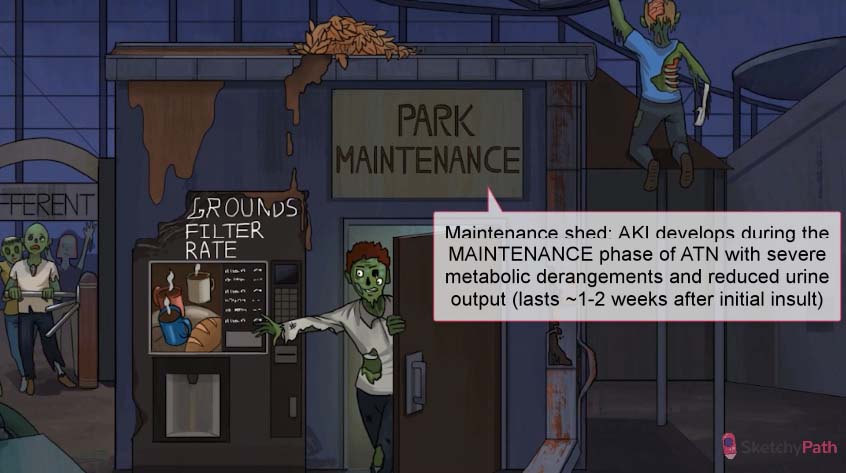 PARK
MAINTENANCE
FFERENT
GROUNDS
FILTER
RATE
Maintenance shed: AKI develops during the
MAINTENANCE phase of ATN with severe
metabolic derangements and reduced urine
output (lasts ~1-2 weeks after initial insult)
SketchyPath